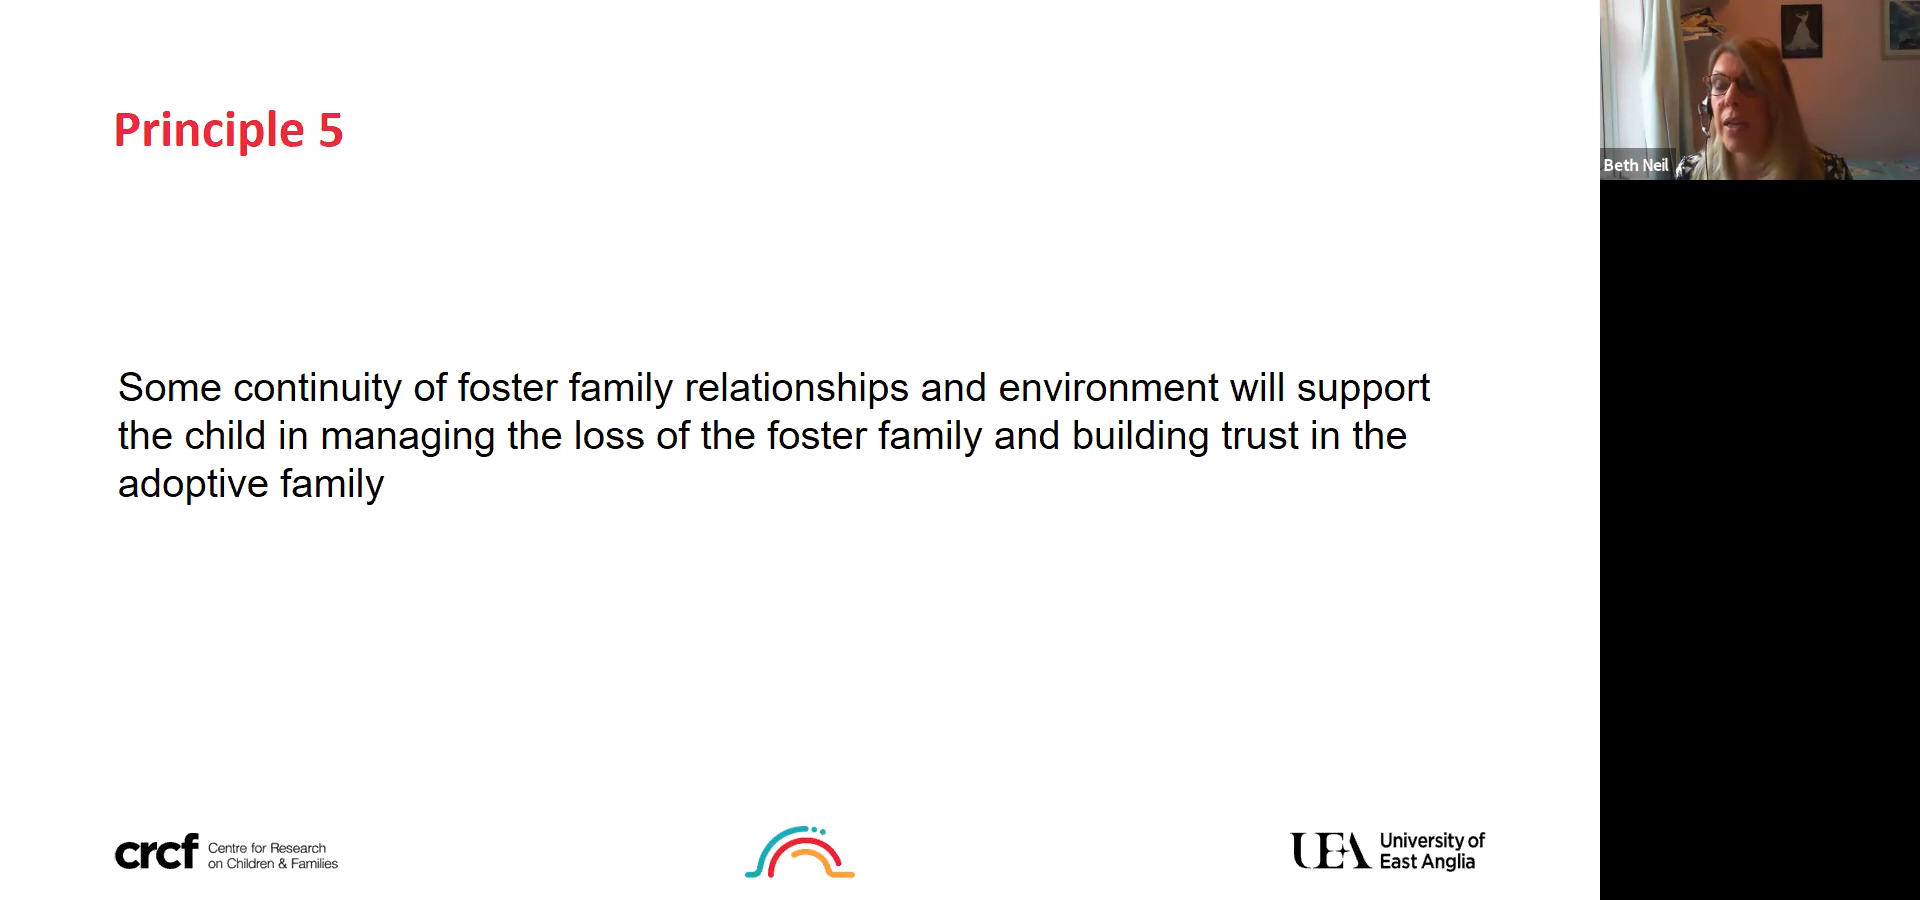 Principle 5
Beth Neil
Some continuity of foster family relationships and environment will support
the child in managing the loss of the foster family and building trust in the
adoptive family
crcf
Centre for Research
on Children & Families
UEA
University of
East Anglia